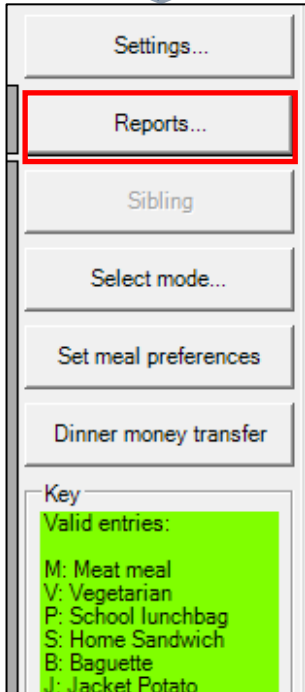 Settings...
Reports...
Sibling
Select mode...
Set meal preferences
Dinner money transfer
Key
Valid entries:
M: Meat meal
V: Vegetarian
P: School lunchbag
S: Home Sandwich
B: Baguette
J: Jacket Potato